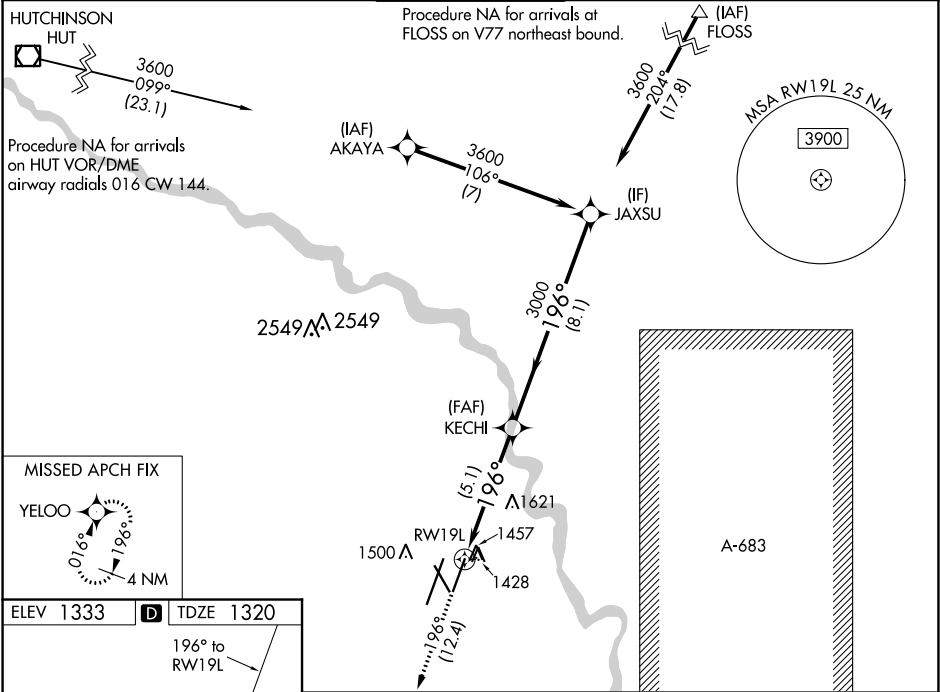 HUTCHINSON
HUT
3600
099°
(23.1)
Procedure NA for arrivals
on HUT VOR/DME
airway radials 016 CW 144.
Procedure NA for arrivals at
FLOSS on V77 northeast bound.
(IAF)
FLOSS
3600
204°
(17.8)
MSA RW19L 25 NM
3900
(IAF)
AKAYA
3600
106°
(7)
(IF)
JAXSU
3000
196°
(8.1)
2549
2549
(FAF)
KECHI
(5.1)
196°
1621
RW19L
1457
1500
1428
196°
(12.4)
A-683
MISSED APCH FIX
YELOO
016°
196°
4 NM
ELEV 1333
D
TDZE 1320
196° to
RW19L